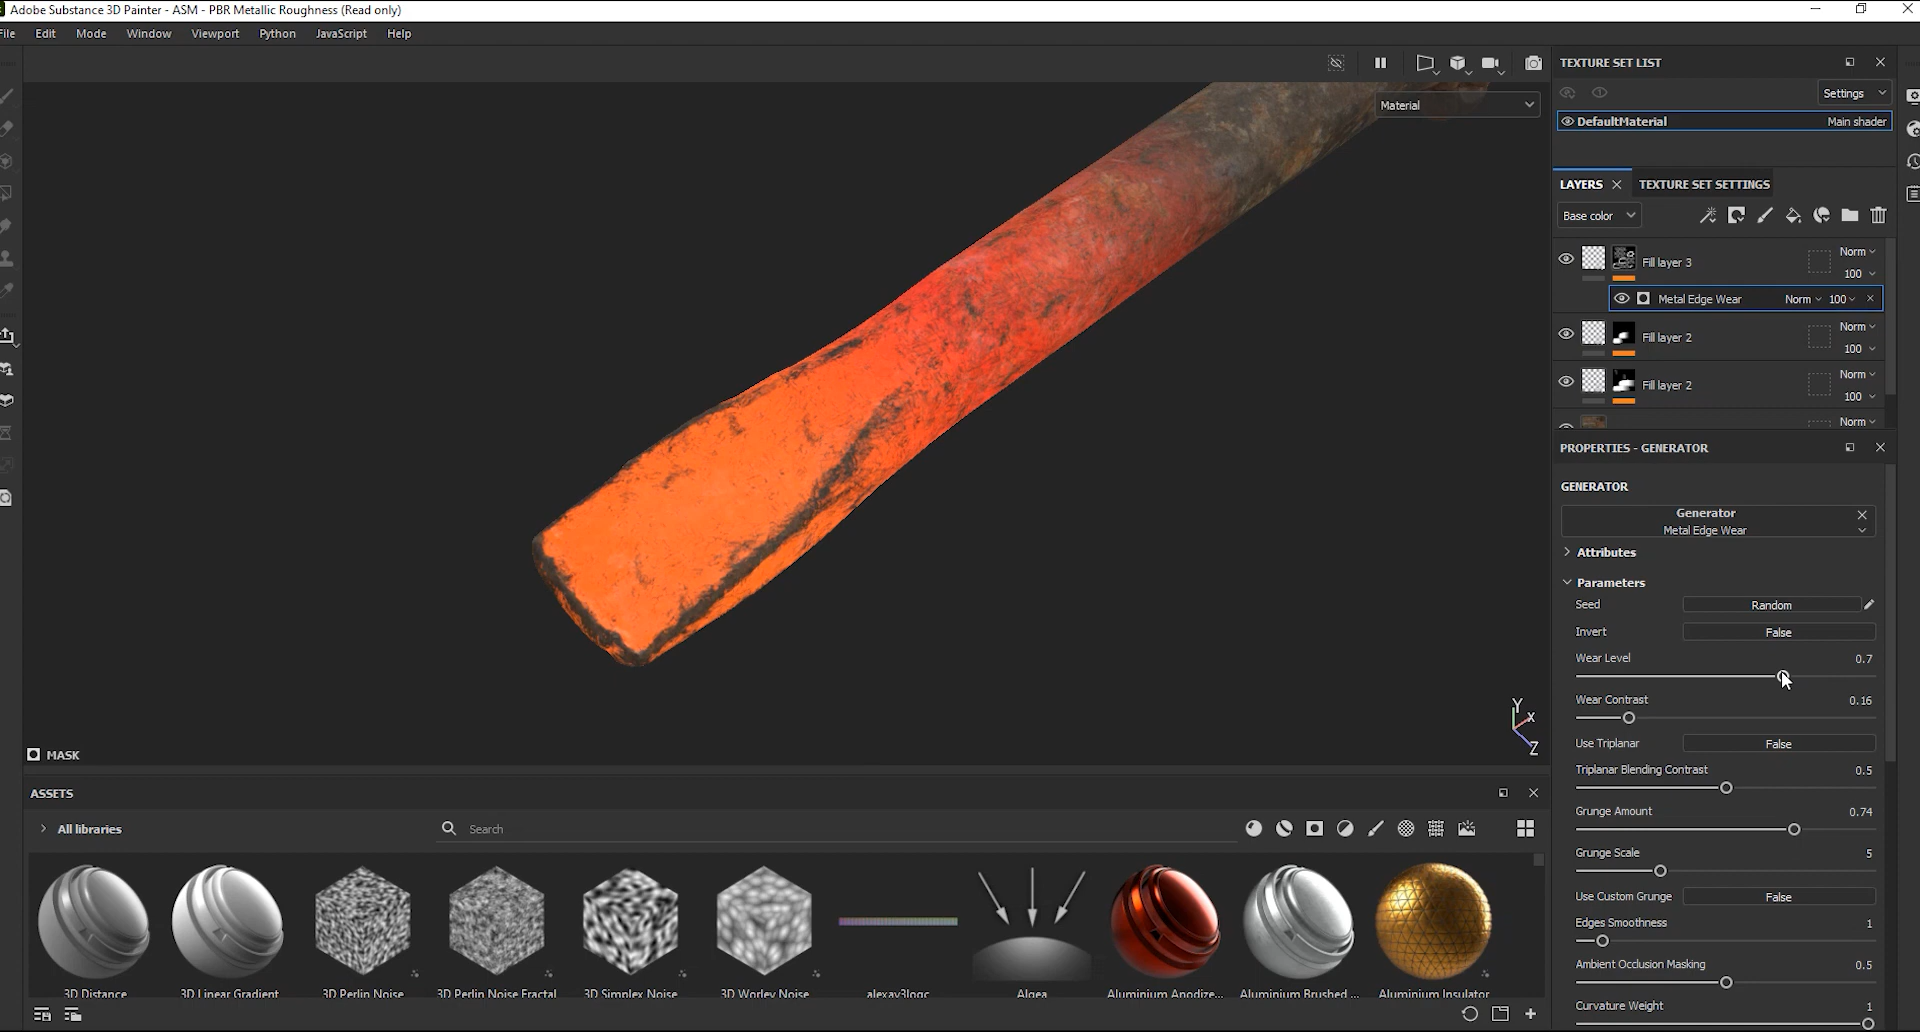 Adobe Substance 3D Painter - ASM - PBR Metallic Roughness (Read only)
File Edit Mode Window Viewport Python JavaScript Help
Material
TEXTURE SET LIST
Settings
DefaultMaterial Main shader
LAYERS TEXTURE SET SETTINGS
Base color
Norm
Fill layer 3
100
Metal Edge Wear Norm 100
Norm
Fill layer 2
100
Norm
Fill layer 2
100
Norm
PROPERTIES - GENERATOR
GENERATOR
Generator
Metal Edge Wear
Attributes
Parameters
Seed Random
Invert False
Wear Level 0.7
Wear Contrast 0.16
Use Triplanar False
Triplanar Blending Contrast 0.5
Grunge Amount 0.74
Grunge Scale 5
Use Custom Grunge False
Edges Smoothness 1
Ambient Occlusion Masking 0.5
Curvature Weight 1
Y
X
Z
MASK
ASSETS
All libraries
Search
3D Distance 3D Linear Gradient 3D Perlin Noise 3D Perlin Noise Fractal 3D Simplex Noise 3D Worley Noise alexav3logc Algea Aluminium Anodize... Aluminium Brushed ... Aluminium Insulator